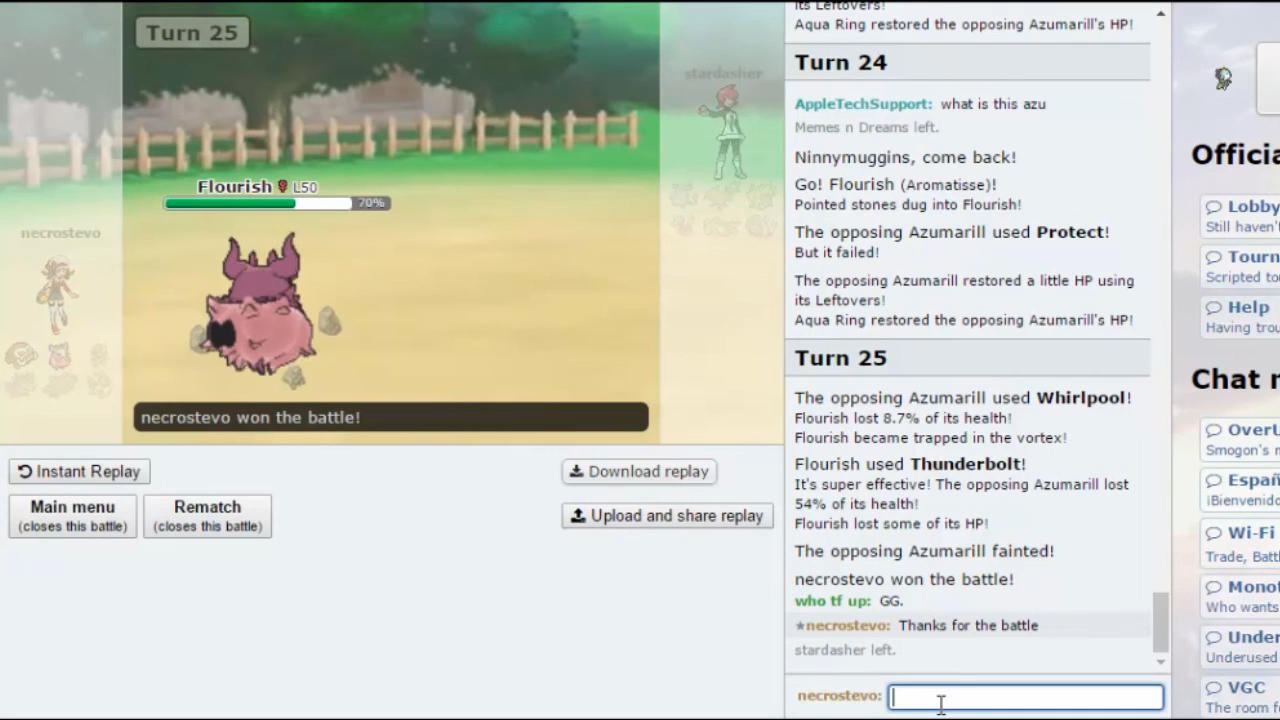 Turn 25
stardasher
Flourish L50
70%
necrostevo
necrostevo won the battle!
Instant Replay
Download replay
Main menu
(closes this battle)
Rematch
(closes this battle)
Upload and share replay
its Leftovers!
Aqua Ring restored the opposing Azumarill's HP!
Turn 24
AppleTechSupport: what is this azu
Memes n Dreams left.
Ninnymuggins, come back!
Go! Flourish (Aromatisse)!
Pointed stones dug into Flourish!
The opposing Azumarill used Protect!
But it failed!
The opposing Azumarill restored a little HP using
its Leftovers!
Aqua Ring restored the opposing Azumarill's HP!
Turn 25
The opposing Azumarill used Whirlpool!
Flourish lost 8.7% of its health!
Flourish became trapped in the vortex!
Flourish used Thunderbolt!
It's super effective! The opposing Azumarill lost
54% of its health!
Flourish lost some of its HP!
The opposing Azumarill fainted!
necrostevo won the battle!
who tf up: GG.
★necrostevo: Thanks for the battle
stardasher left.
necrostevo:
Officia
Lobby
Still haven'
Tourn
Scripted to
Help
Having trou
Chat r
OverU
Smogon's m
Españ
¡Bienvenido
Wi-Fi
Trade, Batt
Monot
Who wants
Under
Underused
VGC
The room fo